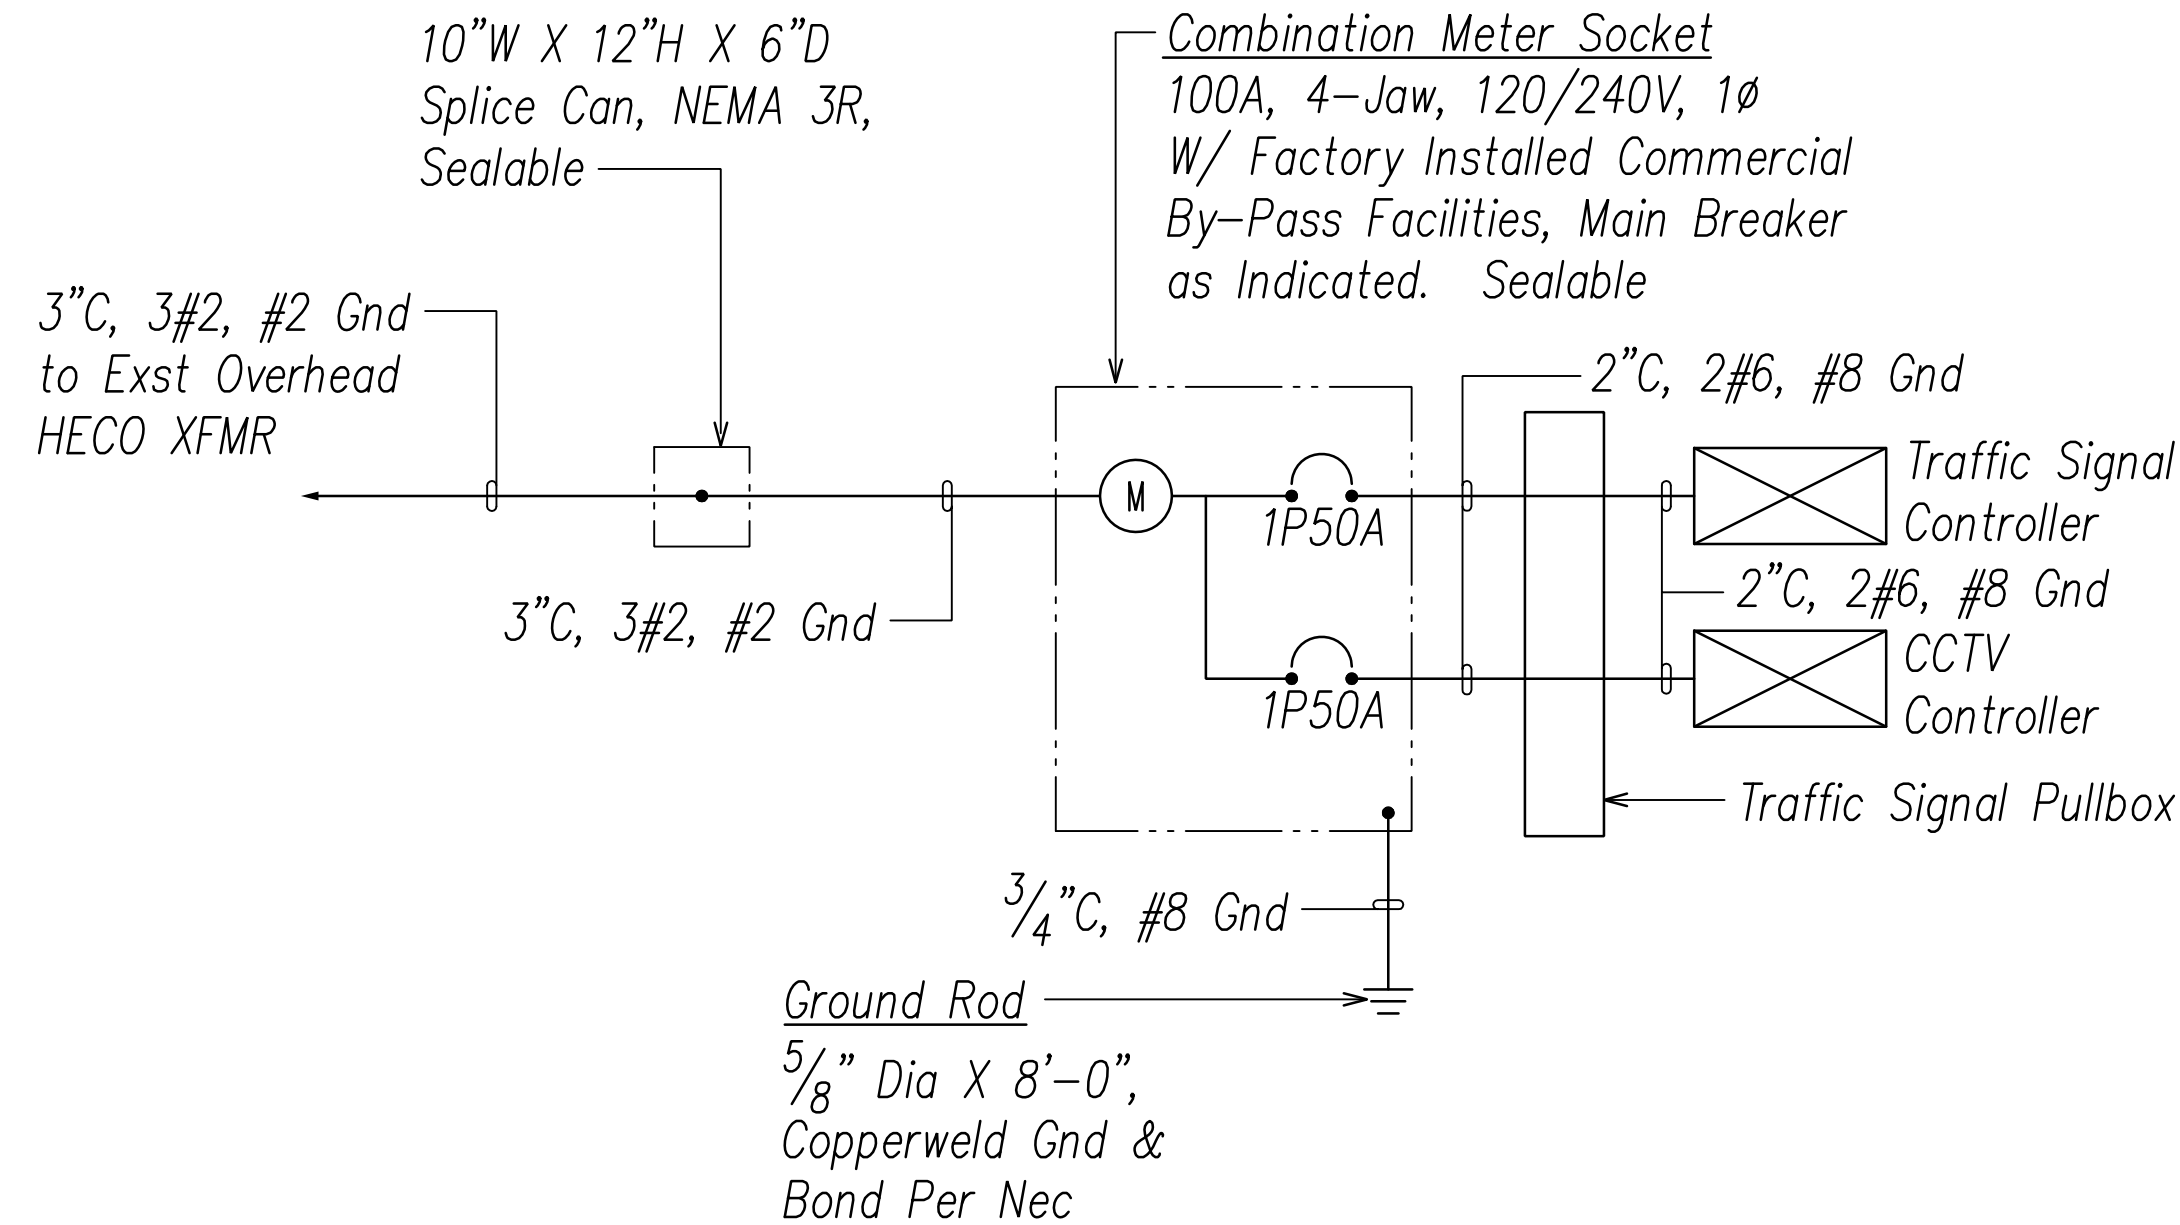 10"W X 12"H X 6"D
Splice Can, NEMA 3R,
Sealable
Combination Meter Socket
100A, 4-Jaw, 120/240V, 1ø
W/ Factory Installed Commercial
By-Pass Facilities, Main Breaker
as Indicated. Sealable
3"C, 3#2, #2 Gnd
to Exst Overhead
HECO XFMR
2"C, 2#6, #8 Gnd
M
1P50A
Traffic Signal
Controller
2"C, 2#6, #8 Gnd
3"C, 3#2, #2 Gnd
1P50A
CCTV
Controller
Traffic Signal Pullbox
3/4"C, #8 Gnd
Ground Rod
5/8" Dia X 8'-0",
Copperweld Gnd &
Bond Per Nec